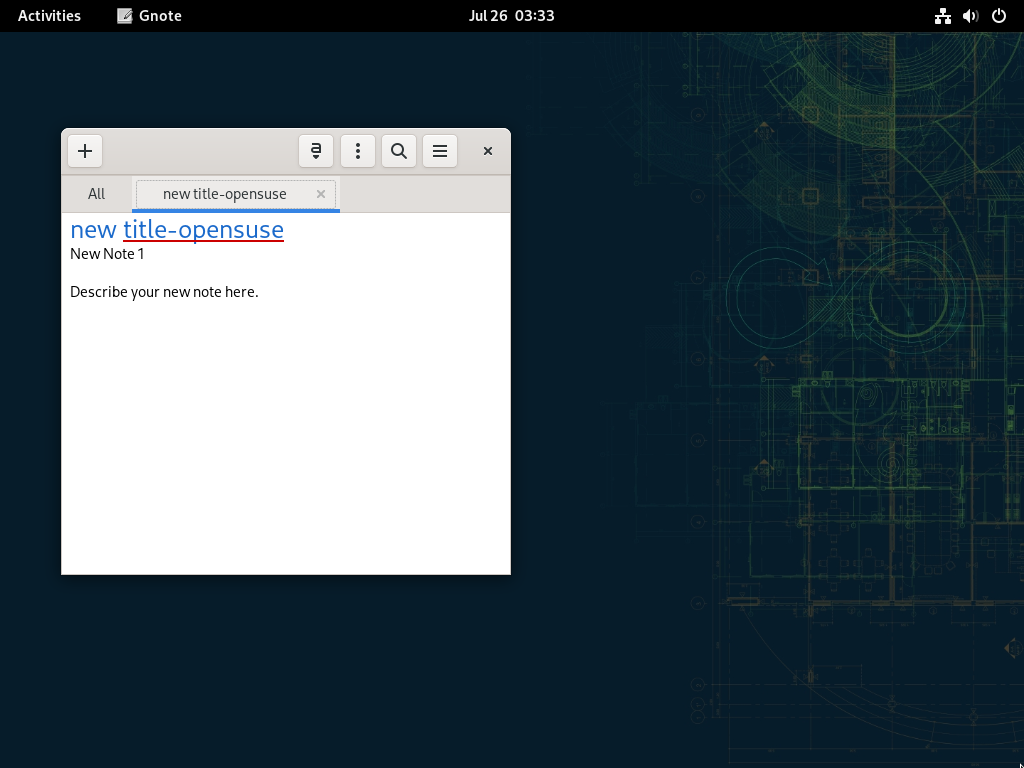 Activities
Gnote
Jul 26 03:33
a
All
new title-opensuse
new title-opensuse
New Note 1
Describe your new note here.